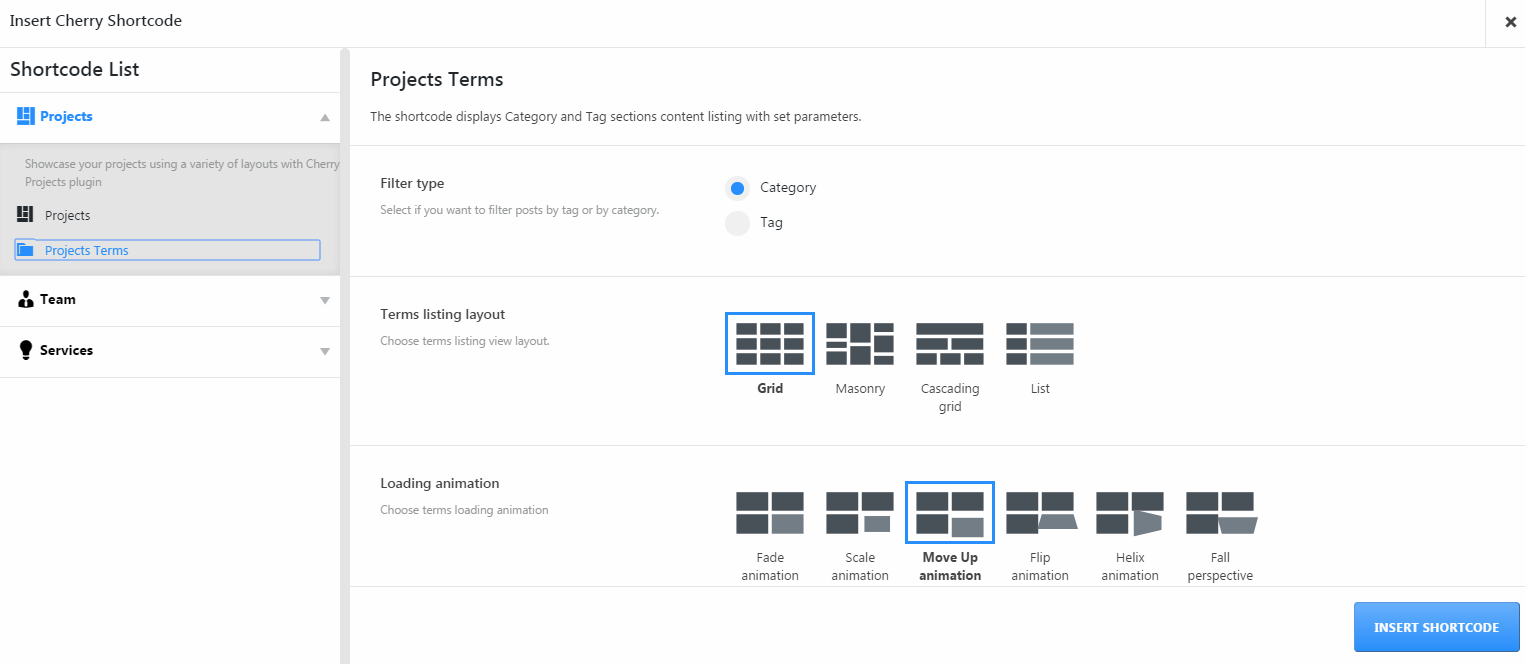 Insert Cherry Shortcode
Shortcode List
Projects
Showcase your projects using a variety of layouts with Cherry
Projects plugin
Projects
Projects Terms
Team
Services
Projects Terms
The shortcode displays Category and Tag sections content listing with set parameters.
Filter type
Select if you want to filter posts by tag or by category.
Category
Tag
Terms listing layout
Choose terms listing view layout.
Grid
Masonry
Cascading
grid
List
Loading animation
Choose terms loading animation
Fade
animation
Scale
animation
Move Up
animation
Flip
animation
Helix
animation
Fall
perspective
INSERT SHORTCODE